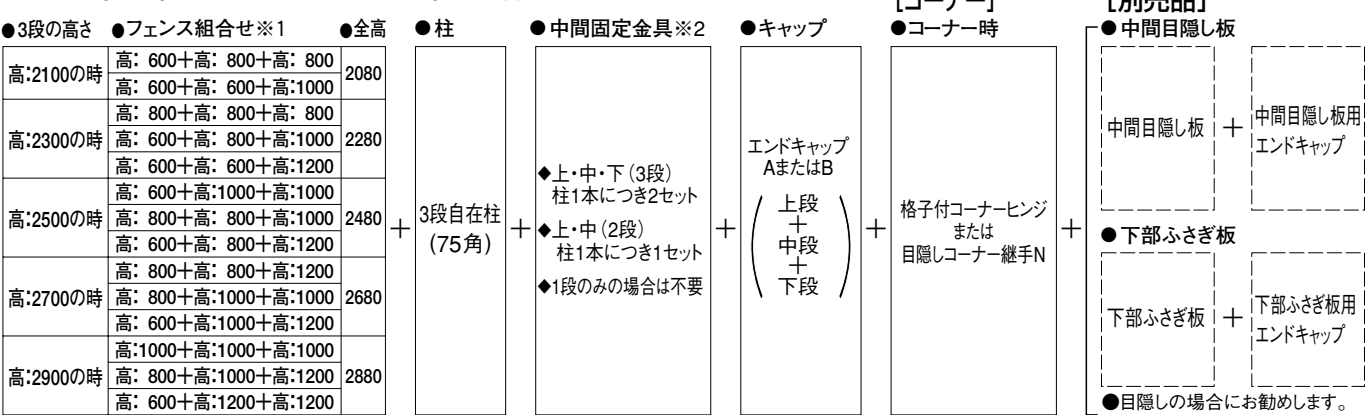 [コーナー]
[別売品]
●3段の高さ ●フェンス組合せ※1 ●全高 ●柱 ●中間固定金具※2 ●キャップ ●コーナー時 ●中間目隠し板
高:2100の時 高: 600+高: 800+高: 800 2080
高: 600+高: 600+高:1000
高:2300の時 高: 800+高: 800+高: 800 2280
高: 600+高: 800+高:1000
高: 600+高: 600+高:1200
高:2500の時 高: 600+高:1000+高:1000 2480
高: 800+高: 800+高:1000
高: 600+高: 800+高:1200
高:2700の時 高: 800+高: 800+高:1200 2680
高: 800+高:1000+高:1000
高: 600+高:1000+高:1200
高:2900の時 高:1000+高:1000+高:1000 2880
高: 800+高:1000+高:1200
高: 600+高:1200+高:1200
+
3段自在柱
(75角)
+
◆上・中・下(3段)
柱1本につき2セット
◆上・中(2段)
柱1本につき1セット
◆1段のみの場合は不要
+
エンドキャップ
AまたはB
上段
+
中段
+
下段
+
格子付コーナーヒンジ
または
目隠しコーナー継手N
+
中間目隠し板 + 中間目隠し板用
エンドキャップ
●下部ふさぎ板
下部ふさぎ板 + 下部ふさぎ板用
エンドキャップ
●目隠しの場合にお勧めします。